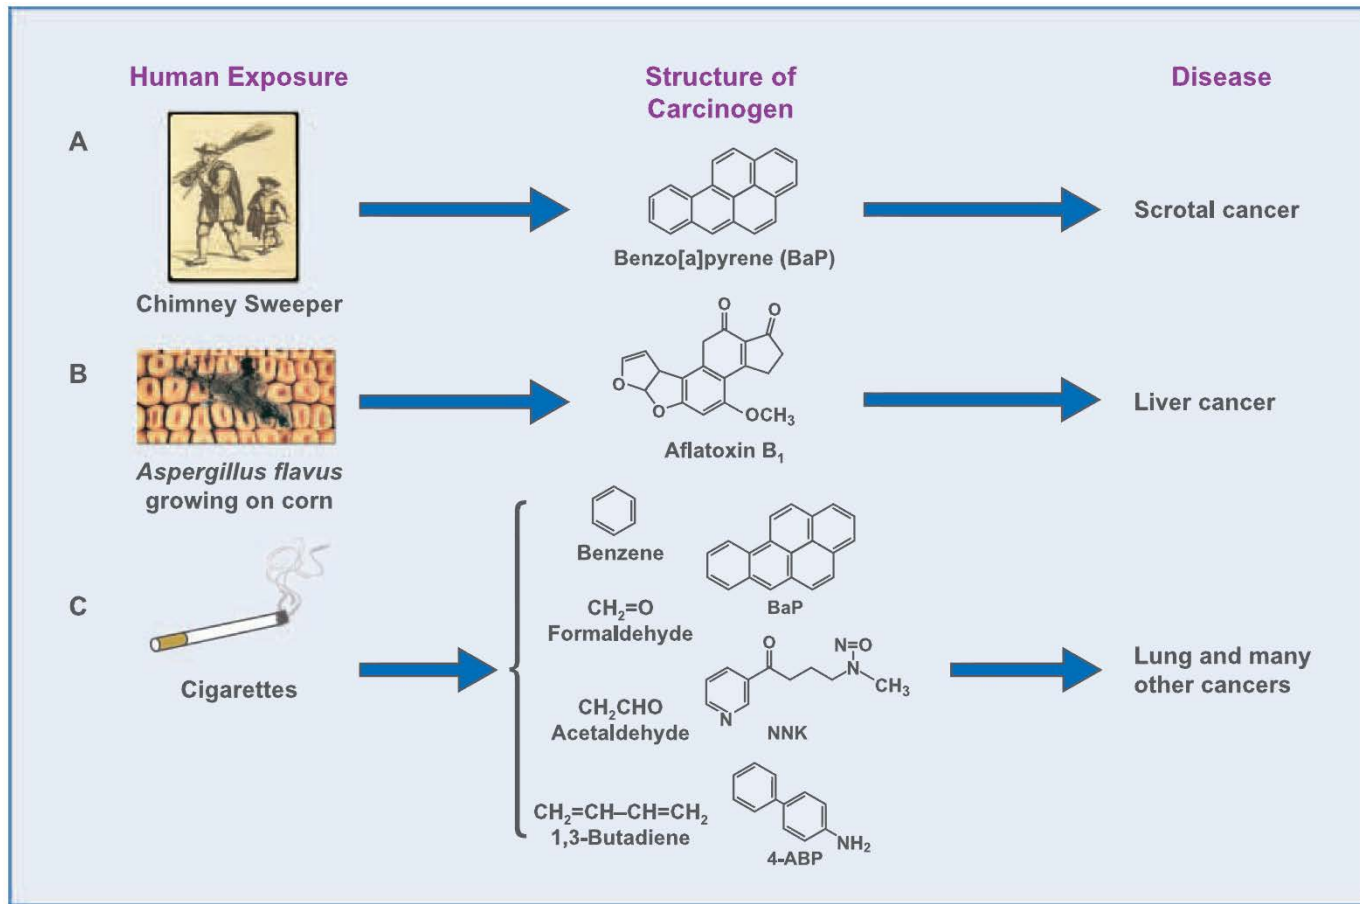 Human Exposure
Structure of
Carcinogen
Disease
A
Benzo[a]pyrene (BaP)
Scrotal cancer
Chimney Sweeper
B
O
O
O
O
OCH₃
Aflatoxin B₁
Liver cancer
Aspergillus flavus
growing on corn
C
Cigarettes
Benzene
BaP
CH₂=O
Formaldehyde
O
N=O
N
CH₃
N
NNK
CH₂CHO
Acetaldehyde
CH₂=CH–CH=CH₂
1,3-Butadiene
NH₂
4-ABP
Lung and many
other cancers